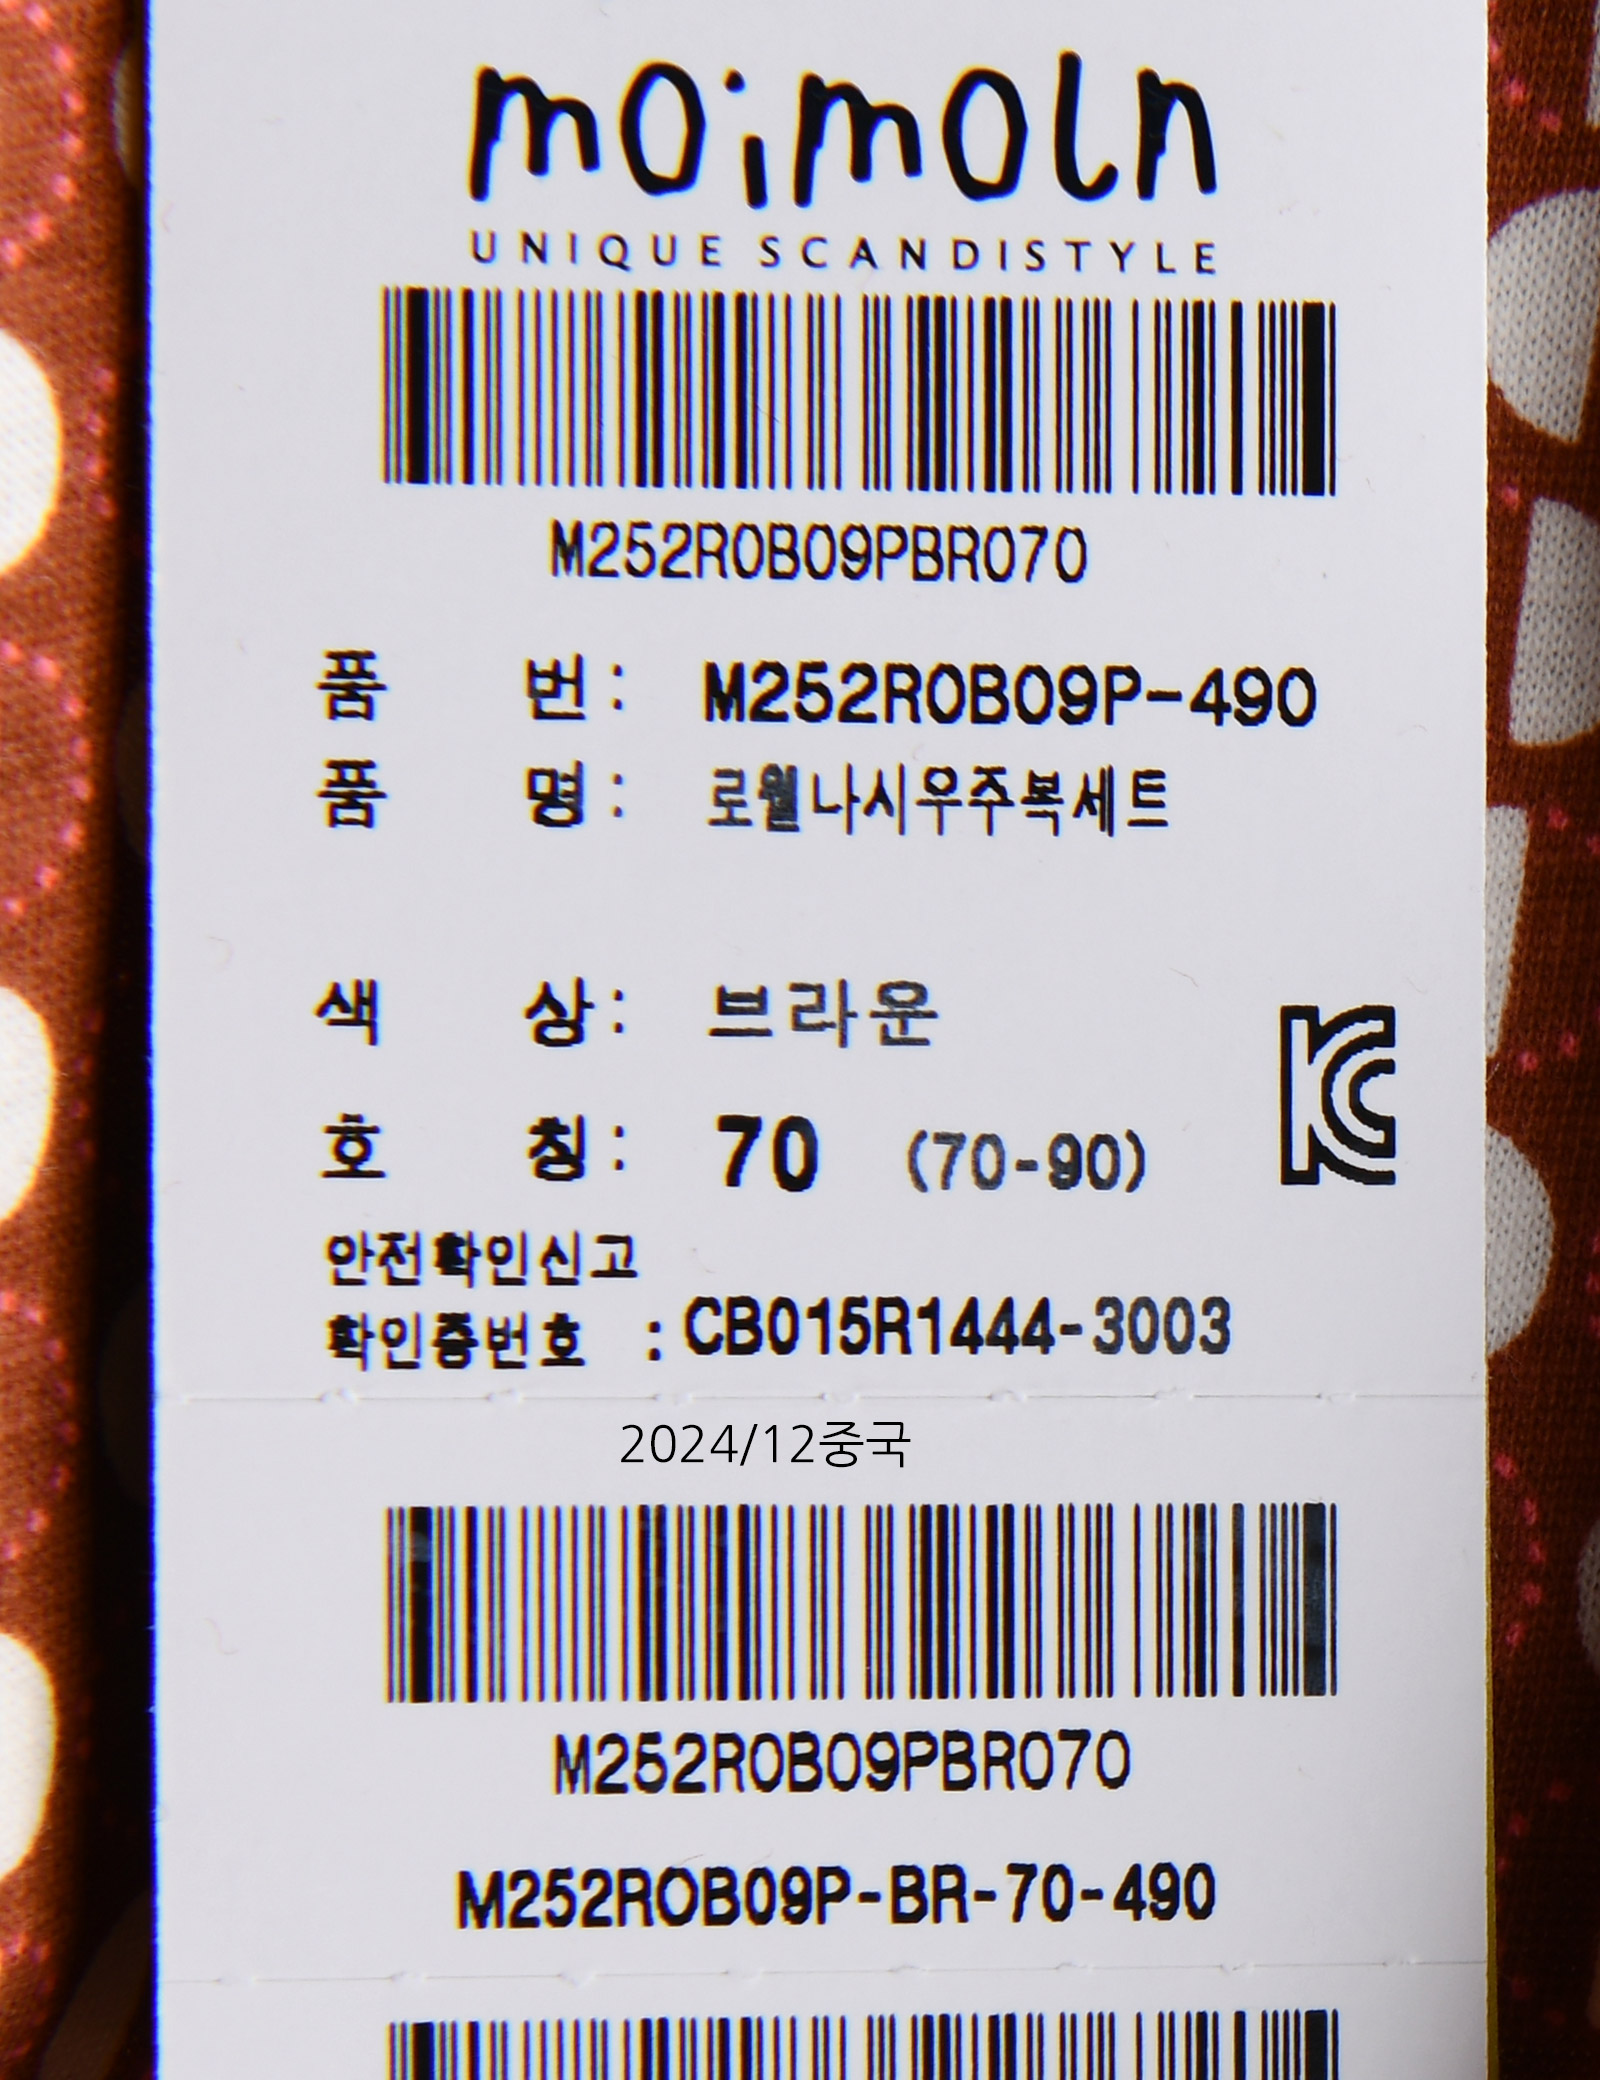 moimoln
UNIQUE SCANDISTYLE
M252R0B09PBR070
품 번: M252R0B09P-490
품 명: 로월나시우주복세트
색 상: 브라운
호 칭: 70 (70-90)
안전확인신고
확인증번호 : CB015R1444-3003
2024/12중국
M252R0B09PBR070
M252R0B09P-BR-70-490